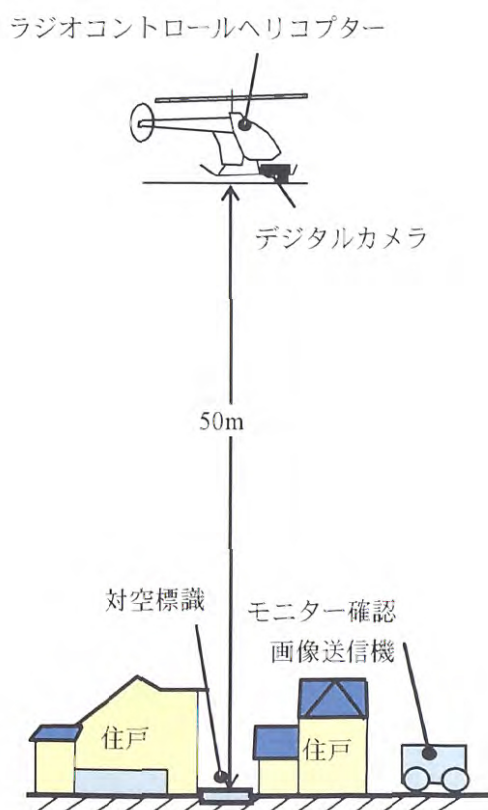 ラジオコントロールヘリコプター
デジタルカメラ
50m
対空標識
モニター確認
画像送信機
住戸
住戸